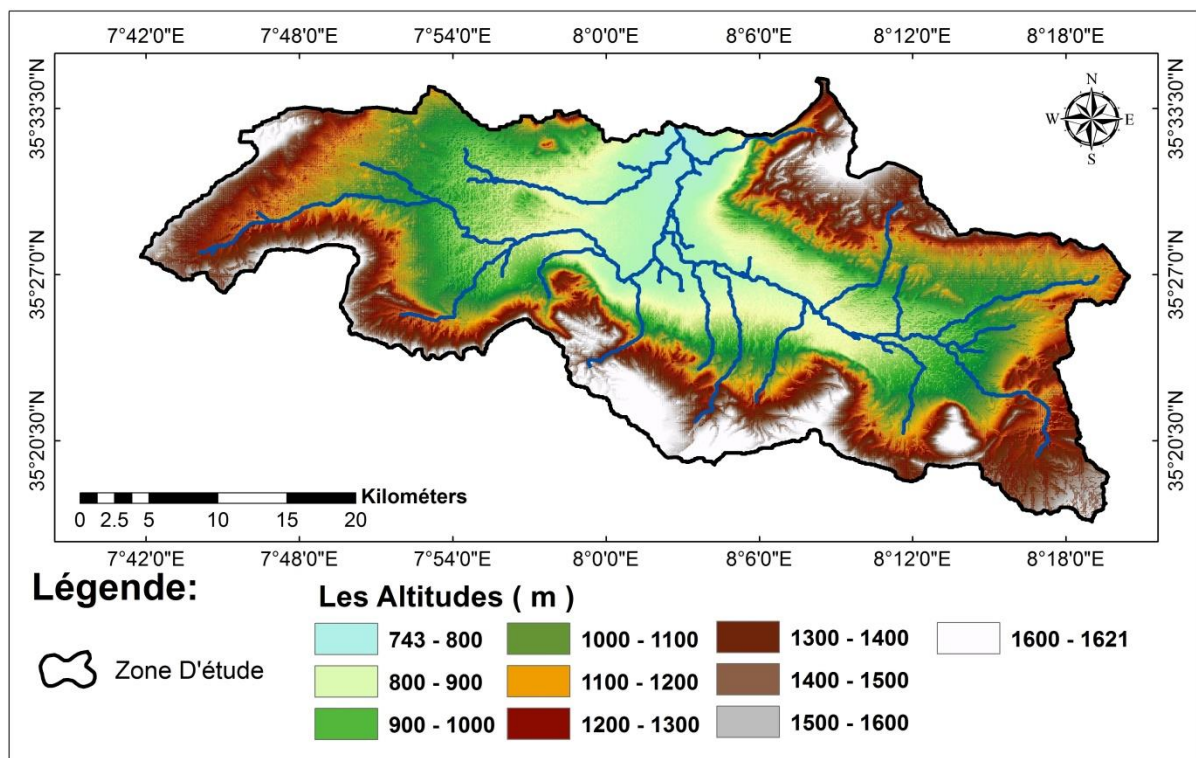 7°42'0"E 7°48'0"E 7°54'0"E 8°0'0"E 8°6'0"E 8°12'0"E 8°18'0"E
35°33'30"N 35°33'30"N
N
W E
S
35°27'0"N 35°27'0"N
35°20'30"N 35°20'30"N
Kilométers
0 2.5 5 10 15 20
7°42'0"E 7°48'0"E 7°54'0"E 8°0'0"E 8°6'0"E 8°12'0"E 8°18'0"E
Légende:
Zone D'étude
Les Altitudes ( m )
743 - 800 1000 - 1100 1300 - 1400 1600 - 1621
800 - 900 1100 - 1200 1400 - 1500
900 - 1000 1200 - 1300 1500 - 1600